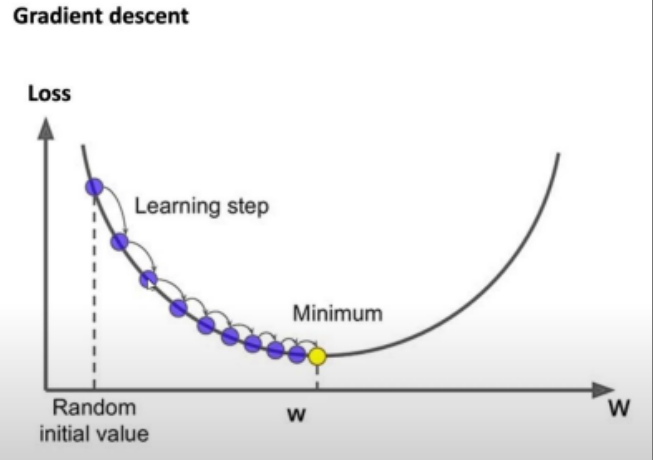 Gradient descent
Loss
Learning step
Minimum
Random
initial value
w
W